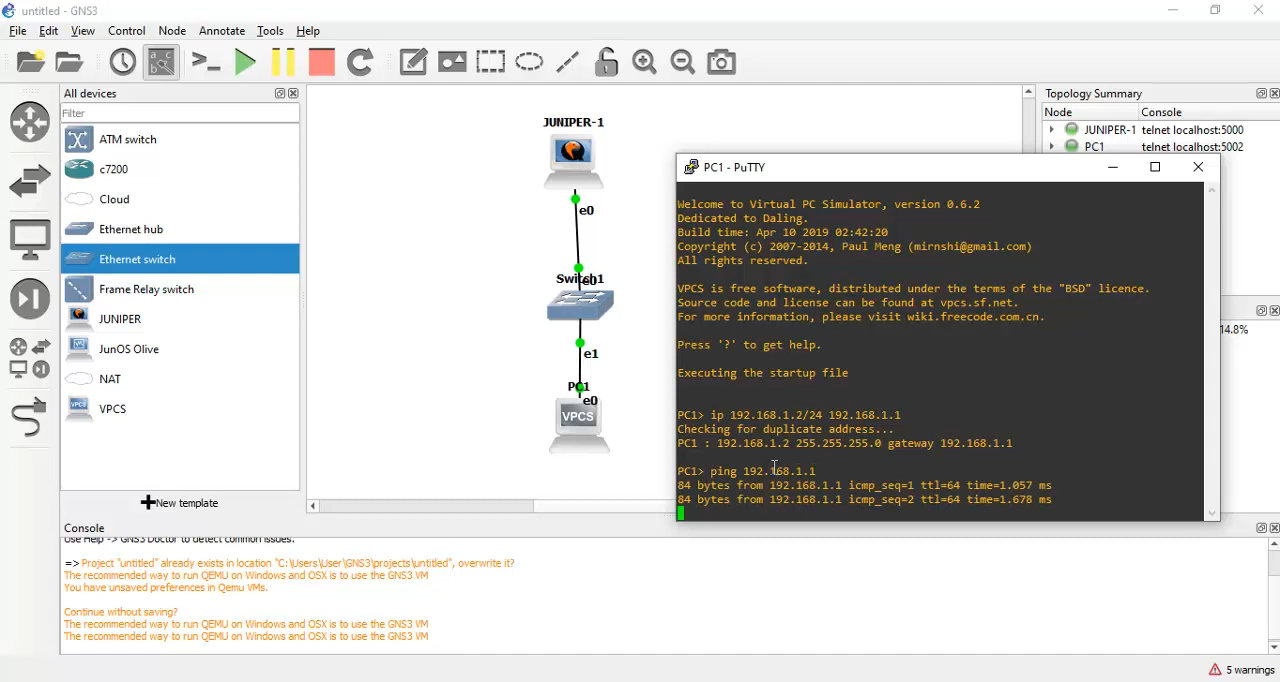 untitled - GNS3
File Edit View Control Node Annotate Tools Help
All devices
Filter
ATM switch
c7200
Cloud
Ethernet hub
Ethernet switch
Frame Relay switch
JUNIPER
JunOS Olive
NAT
VPCS
New template
JUNIPER-1
e0
Switch1
e0
e1
PC1
e0
VPCS
Topology Summary
Node Console
JUNIPER-1 telnet localhost:5000
PC1 telnet localhost:5002
14.8%
PC1 - PuTTY
Welcome to Virtual PC Simulator, version 0.6.2
Dedicated to Daling.
Build time: Apr 10 2019 02:42:20
Copyright (c) 2007-2014, Paul Meng (mirnshi@gmail.com)
All rights reserved.
VPCS is free software, distributed under the terms of the "BSD" licence.
Source code and license can be found at vpcs.sf.net.
For more information, please visit wiki.freecode.com.cn.
Press '?' to get help.
Executing the startup file
PC1> ip 192.168.1.2/24 192.168.1.1
Checking for duplicate address...
PC1 : 192.168.1.2 255.255.255.0 gateway 192.168.1.1
PC1> ping 192.168.1.1
84 bytes from 192.168.1.1 icmp_seq=1 ttl=64 time=1.057 ms
84 bytes from 192.168.1.1 icmp_seq=2 ttl=64 time=1.678 ms
Console
Use Help -> GNS3 Doctor to detect common issues.
=> Project "untitled" already exists in location "C:\Users\User\GNS3\projects\untitled", overwrite it?
The recommended way to run QEMU on Windows and OSX is to use the GNS3 VM
You have unsaved preferences in Qemu VMs.
Continue without saving?
The recommended way to run QEMU on Windows and OSX is to use the GNS3 VM
The recommended way to run QEMU on Windows and OSX is to use the GNS3 VM
5 warnings